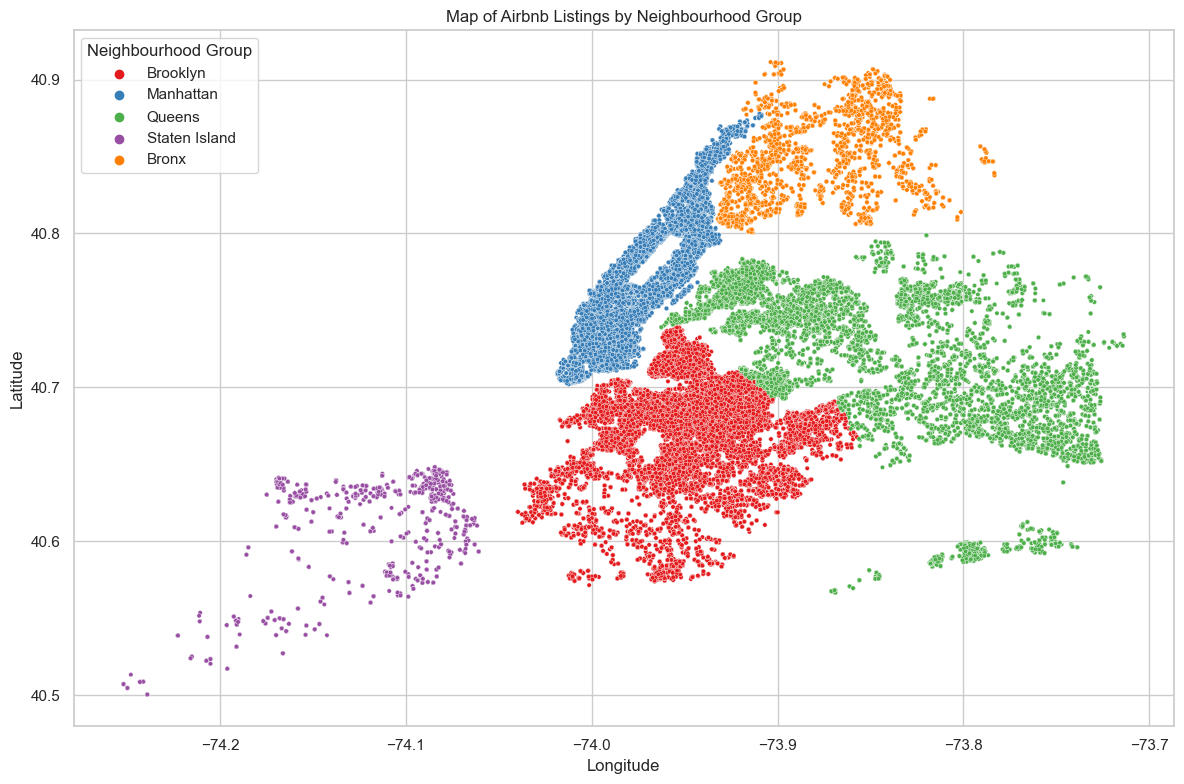 Map of Airbnb Listings by Neighbourhood Group
Neighbourhood Group
Brooklyn
Manhattan
Queens
Staten Island
Bronx
40.9
40.8
40.7
40.6
40.5
Latitude
−74.2
−74.1
−74.0
−73.9
−73.8
−73.7
Longitude